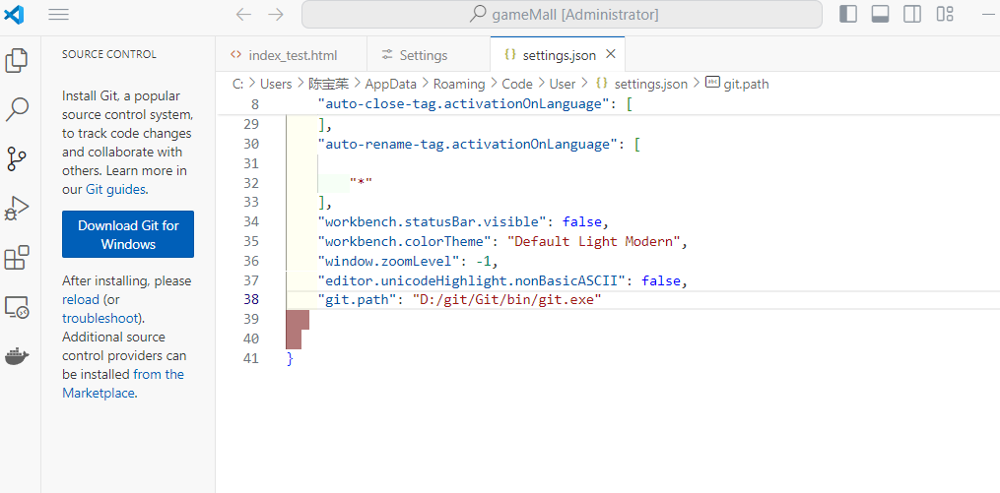 gameMall [Administrator]
SOURCE CONTROL
Install Git, a popular
source control system,
to track code changes
and collaborate with
others. Learn more in
our Git guides.
Download Git for
Windows
After installing, please
reload (or
troubleshoot).
Additional source
control providers can
be installed from the
Marketplace.
index_test.html
Settings
{} settings.json
C: > Users > 陈宝茱 > AppData > Roaming > Code > User > {} settings.json > abc git.path
8 "auto-close-tag.activationOnLanguage": [
29 ],
30 "auto-rename-tag.activationOnLanguage": [
31
32 "*"
33 ],
34 "workbench.statusBar.visible": false,
35 "workbench.colorTheme": "Default Light Modern",
36 "window.zoomLevel": -1,
37 "editor.unicodeHighlight.nonBasicASCII": false,
38 "git.path": "D:/git/Git/bin/git.exe"
39
40
41 }